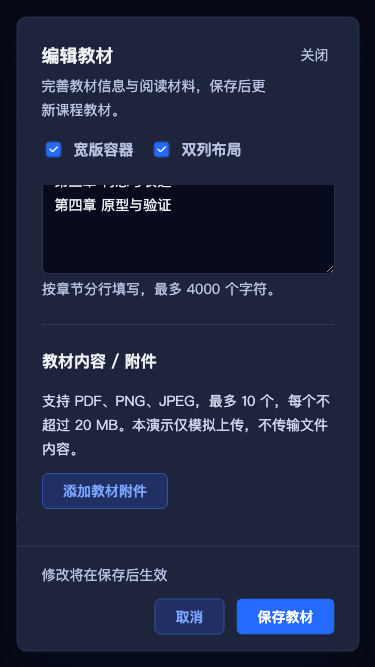 编辑教材
关闭
完善教材信息与阅读材料，保存后更
新课程教材。
宽版容器
双列布局
第四章 原型与验证
按章节分行填写，最多 4000 个字符。
教材内容 / 附件
支持 PDF、PNG、JPEG，最多 10 个，每个不
超过 20 MB。本演示仅模拟上传，不传输文件
内容。
添加教材附件
修改将在保存后生效
取消
保存教材